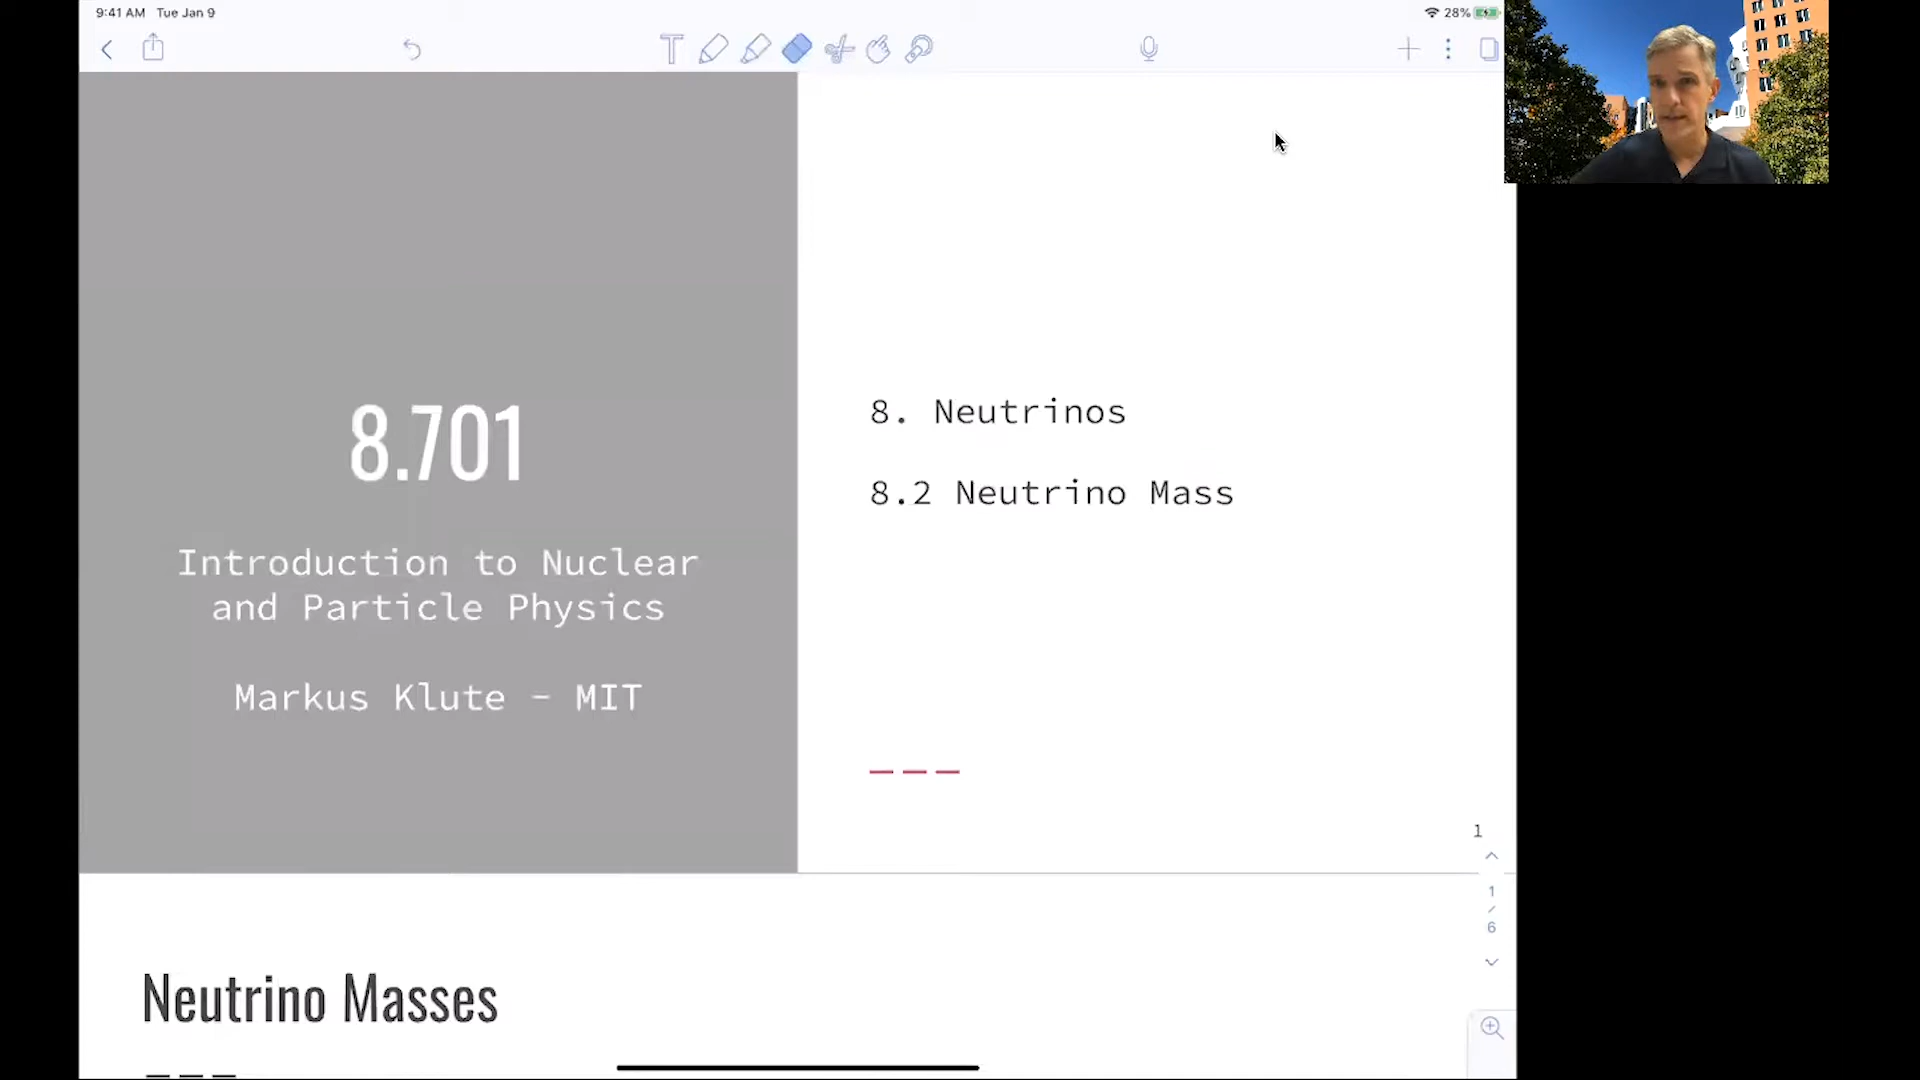 9:41 AM Tue Jan 9
28%
8.701
Introduction to Nuclear
and Particle Physics
Markus Klute - MIT
8. Neutrinos
8.2 Neutrino Mass
1
1
/
6
Neutrino Masses